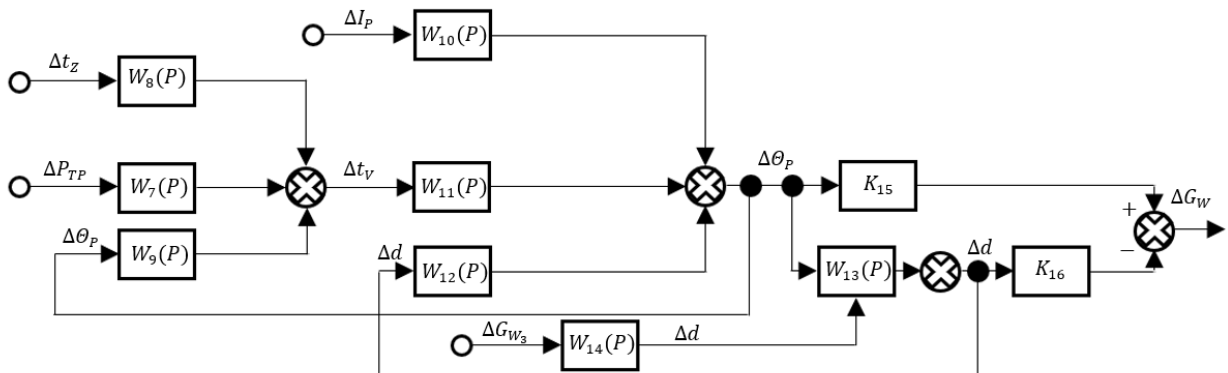 ΔI_P
W_10(P)
Δt_Z
W_8(P)
ΔP_TP
W_7(P)
Δt_V
W_11(P)
ΔΘ_P
K_15
ΔG_W
+
−
ΔΘ_P
W_9(P)
Δd
W_12(P)
W_13(P)
Δd
K_16
ΔG_W_3
W_14(P)
Δd